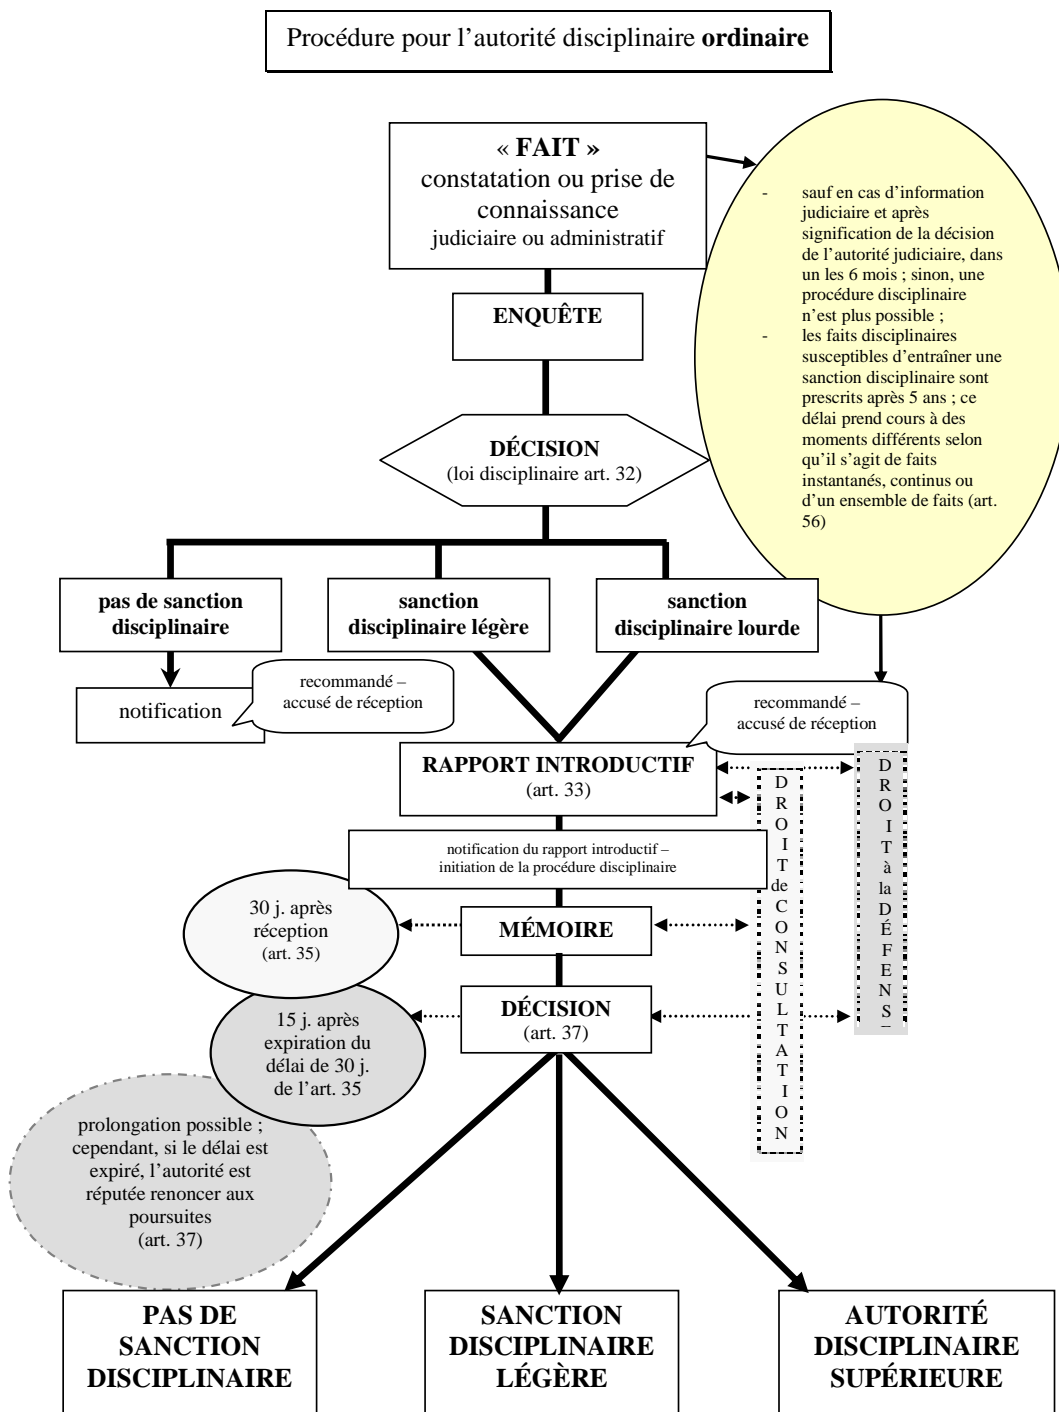 Procédure pour l’autorité disciplinaire ordinaire
« FAIT »
constatation ou prise de
connaissance
judiciaire ou administratif
- sauf en cas d’information
judiciaire et après
signification de la décision
de l’autorité judiciaire, dans
un les 6 mois ; sinon, une
procédure disciplinaire
n’est plus possible ;
- les faits disciplinaires
susceptibles d’entraîner une
sanction disciplinaire sont
prescrits après 5 ans ; ce
délai prend cours à des
moments différents selon
qu’il s’agit de faits
instantanés, continus ou
d’un ensemble de faits (art.
56)
ENQUÊTE
DÉCISION
(loi disciplinaire art. 32)
pas de sanction
disciplinaire
sanction
disciplinaire légère
sanction
disciplinaire lourde
notification
recommandé –
accusé de réception
recommandé –
accusé de réception
RAPPORT INTRODUCTIF
(art. 33)
D
R
O
I
T
de
C
O
N
S
U
L
T
A
T
I
O
N
D
R
O
I
T
à
la
D
É
F
E
N
S
notification du rapport introductif –
initiation de la procédure disciplinaire
30 j. après
réception
(art. 35)
MÉMOIRE
15 j. après
expiration du
délai de 30 j.
de l’art. 35
DÉCISION
(art. 37)
prolongation possible ;
cependant, si le délai est
expiré, l’autorité est
réputée renoncer aux
poursuites
(art. 37)
PAS DE
SANCTION
DISCIPLINAIRE
SANCTION
DISCIPLINAIRE
LÉGÈRE
AUTORITÉ
DISCIPLINAIRE
SUPÉRIEURE